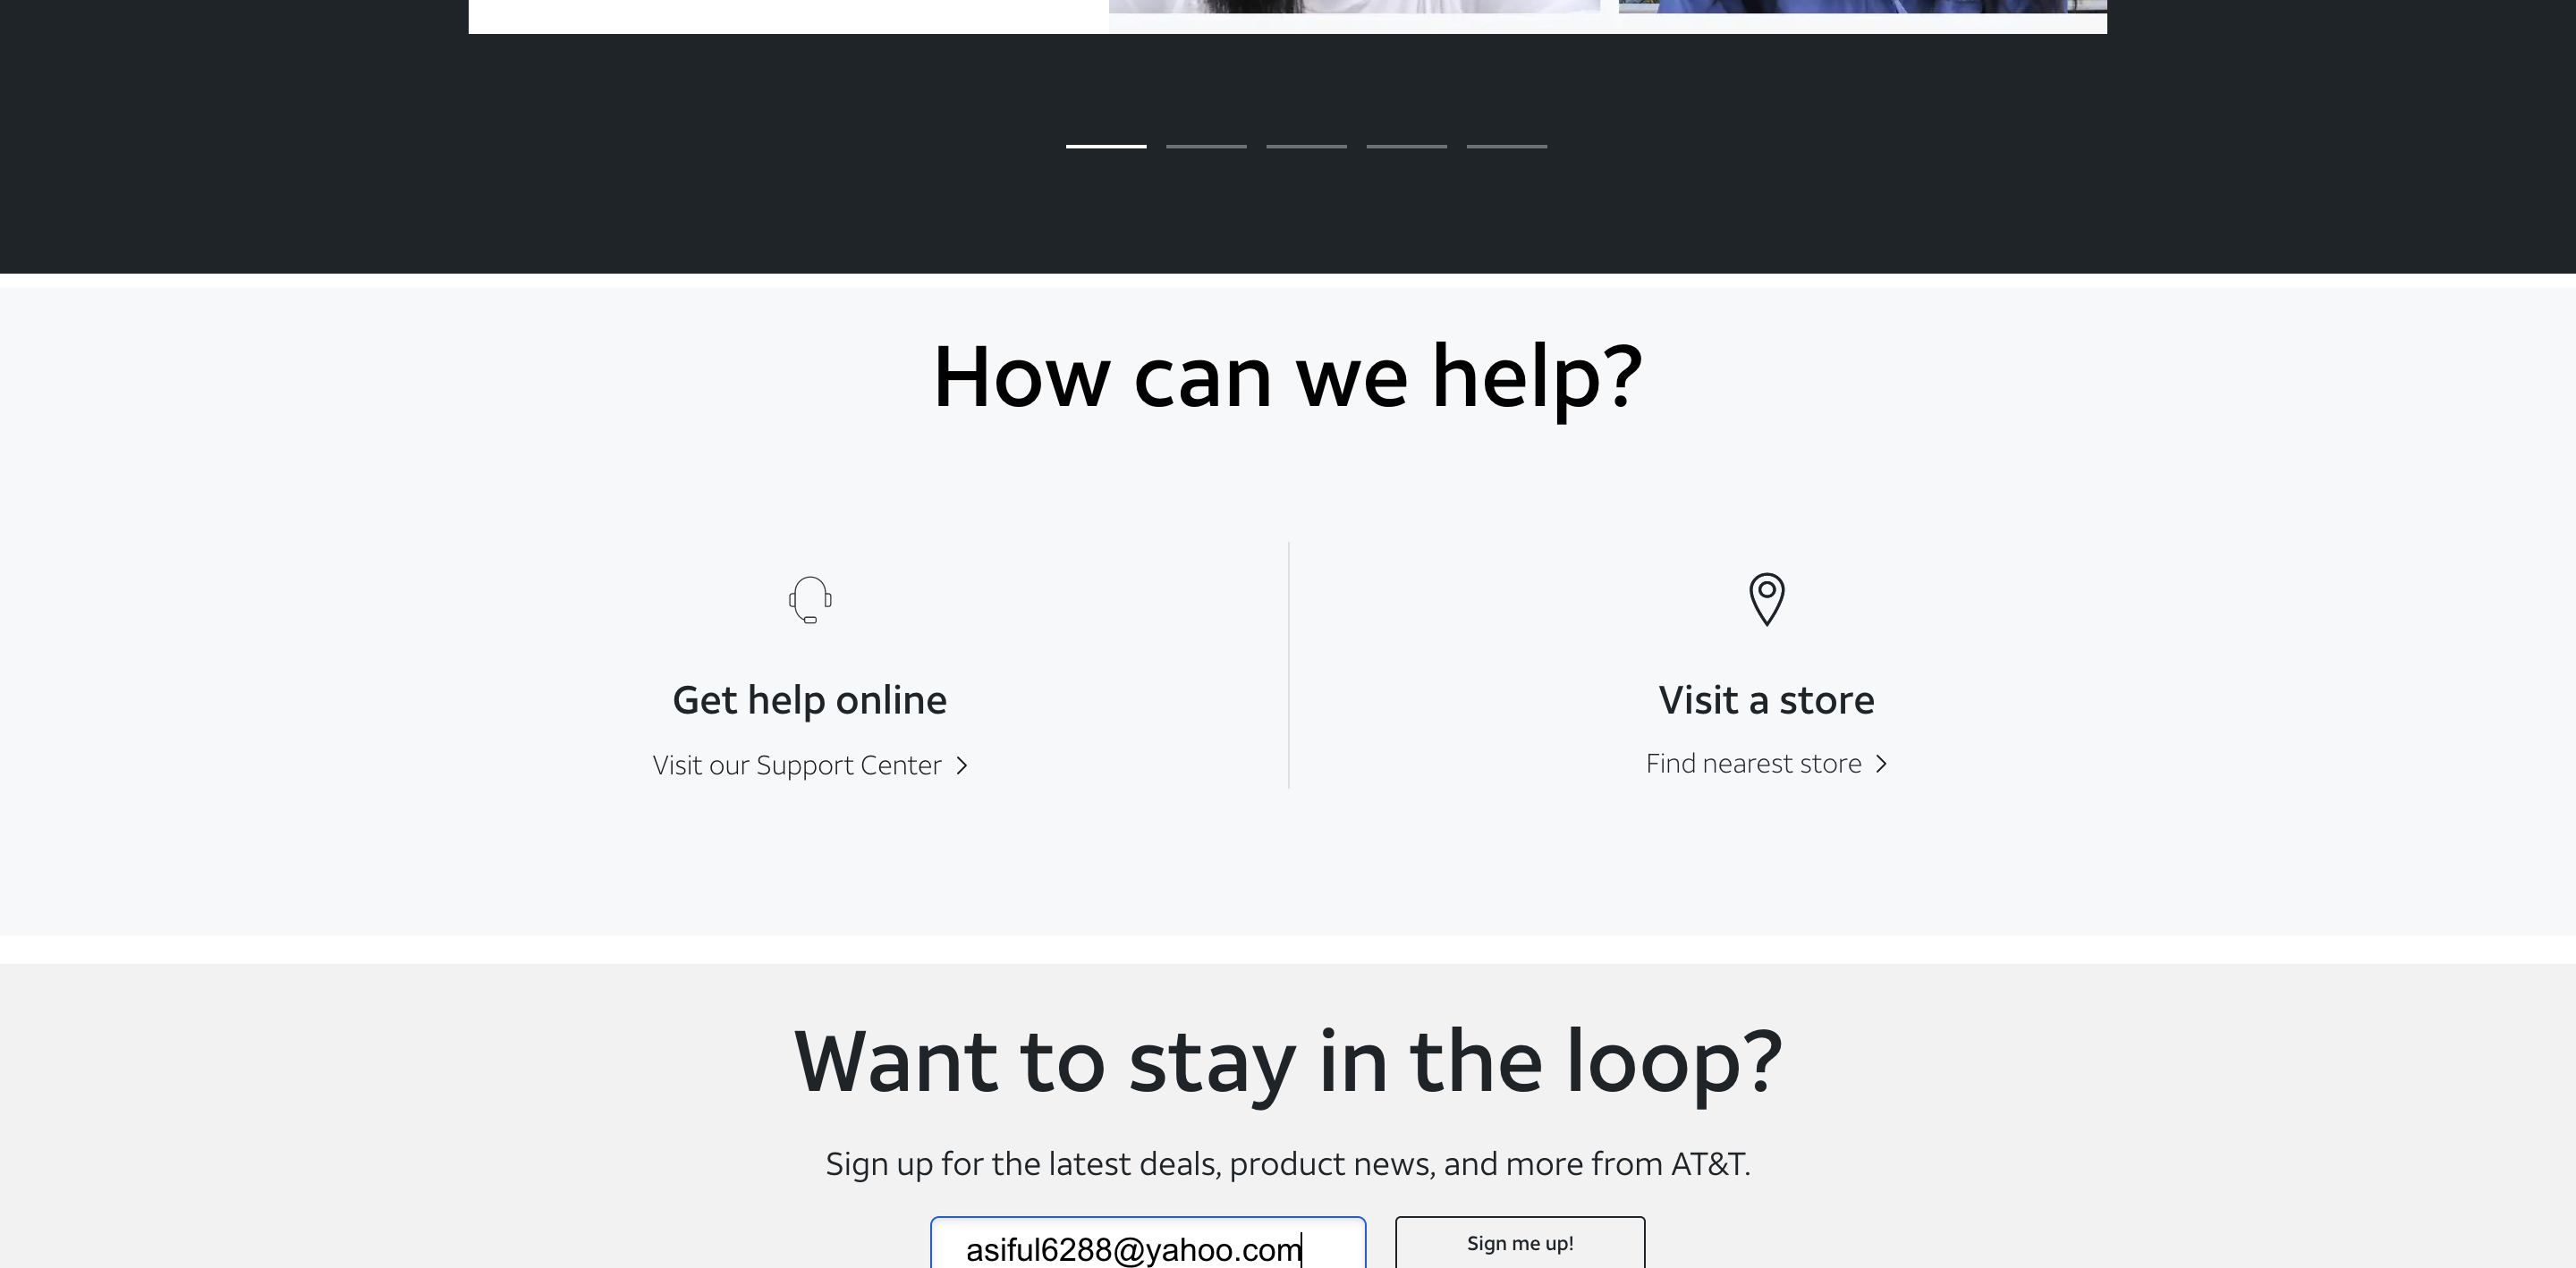 How can we help?
Get help online
Visit our Support Center
Visit a store
Find nearest store
Want to stay in the loop?
Sign up for the latest deals, product news, and more from AT&T.
asiful6288@yahoo.com
Sign me up!